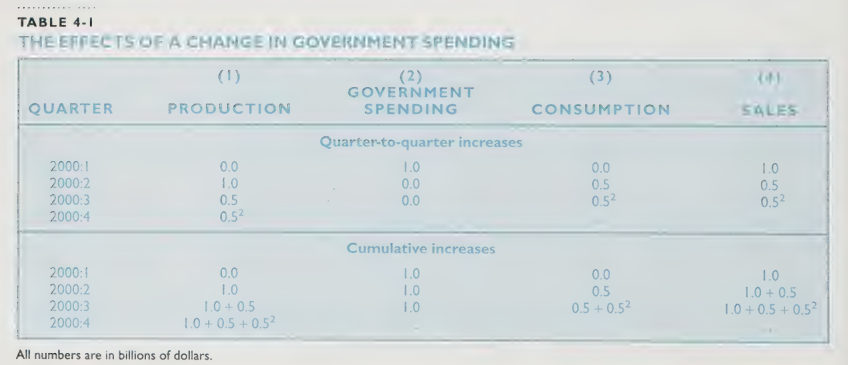 TABLE 4-1
THE EFFECTS OF A CHANGE IN GOVERNMENT SPENDING
(1) (2) (3) (4)
GOVERNMENT
QUARTER PRODUCTION SPENDING CONSUMPTION SALES
Quarter-to-quarter increases
2000:1 0.0 1.0 0.0 1.0
2000:2 1.0 0.0 0.5 0.5
2000:3 0.5 0.0 0.5² 0.5²
2000:4 0.5²
Cumulative increases
2000:1 0.0 1.0 0.0 1.0
2000:2 1.0 1.0 0.5 1.0 + 0.5
2000:3 1.0 + 0.5 1.0 0.5 + 0.5² 1.0 + 0.5 + 0.5²
2000:4 1.0 + 0.5 + 0.5²
All numbers are in billions of dollars.